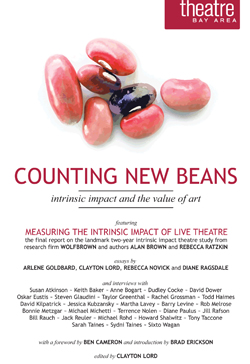 theatre
BAY AREA
COUNTING NEW BEANS
intrinsic impact and the value of art
featuring
MEASURING THE INTRINSIC IMPACT OF LIVE THEATRE
the final report on the landmark two-year intrinsic impact theatre study from
research firm WOLFBROWN and authors ALAN BROWN and REBECCA RATZKIN
essays by
ARLENE GOLDBARD, CLAYTON LORD, REBECCA NOVICK and DIANE RAGSDALE
and interviews with
Susan Atkinson - Keith Baker - Anne Bogart - Dudley Cocke - David Dower
Oskar Eustis - Steven Glaudini - Taylor Greenthal - Rachel Grossman - Todd Haimes
David Kilpatrick - Jessica Kubzansky - Martha Lavey - Barry Levine - Rob Melrose
Bonnie Metzgar - Michael Michetti - Terrence Nolen - Diane Paulus - Jill Rafson
Bill Rauch - Jack Reuler - Michael Rohd - Howard Shalwitz - Tony Taccone
Sarah Taines - Sydni Taines - Sixto Wagan
with a foreword by BEN CAMERON and introduction by BRAD ERICKSON
edited by CLAYTON LORD